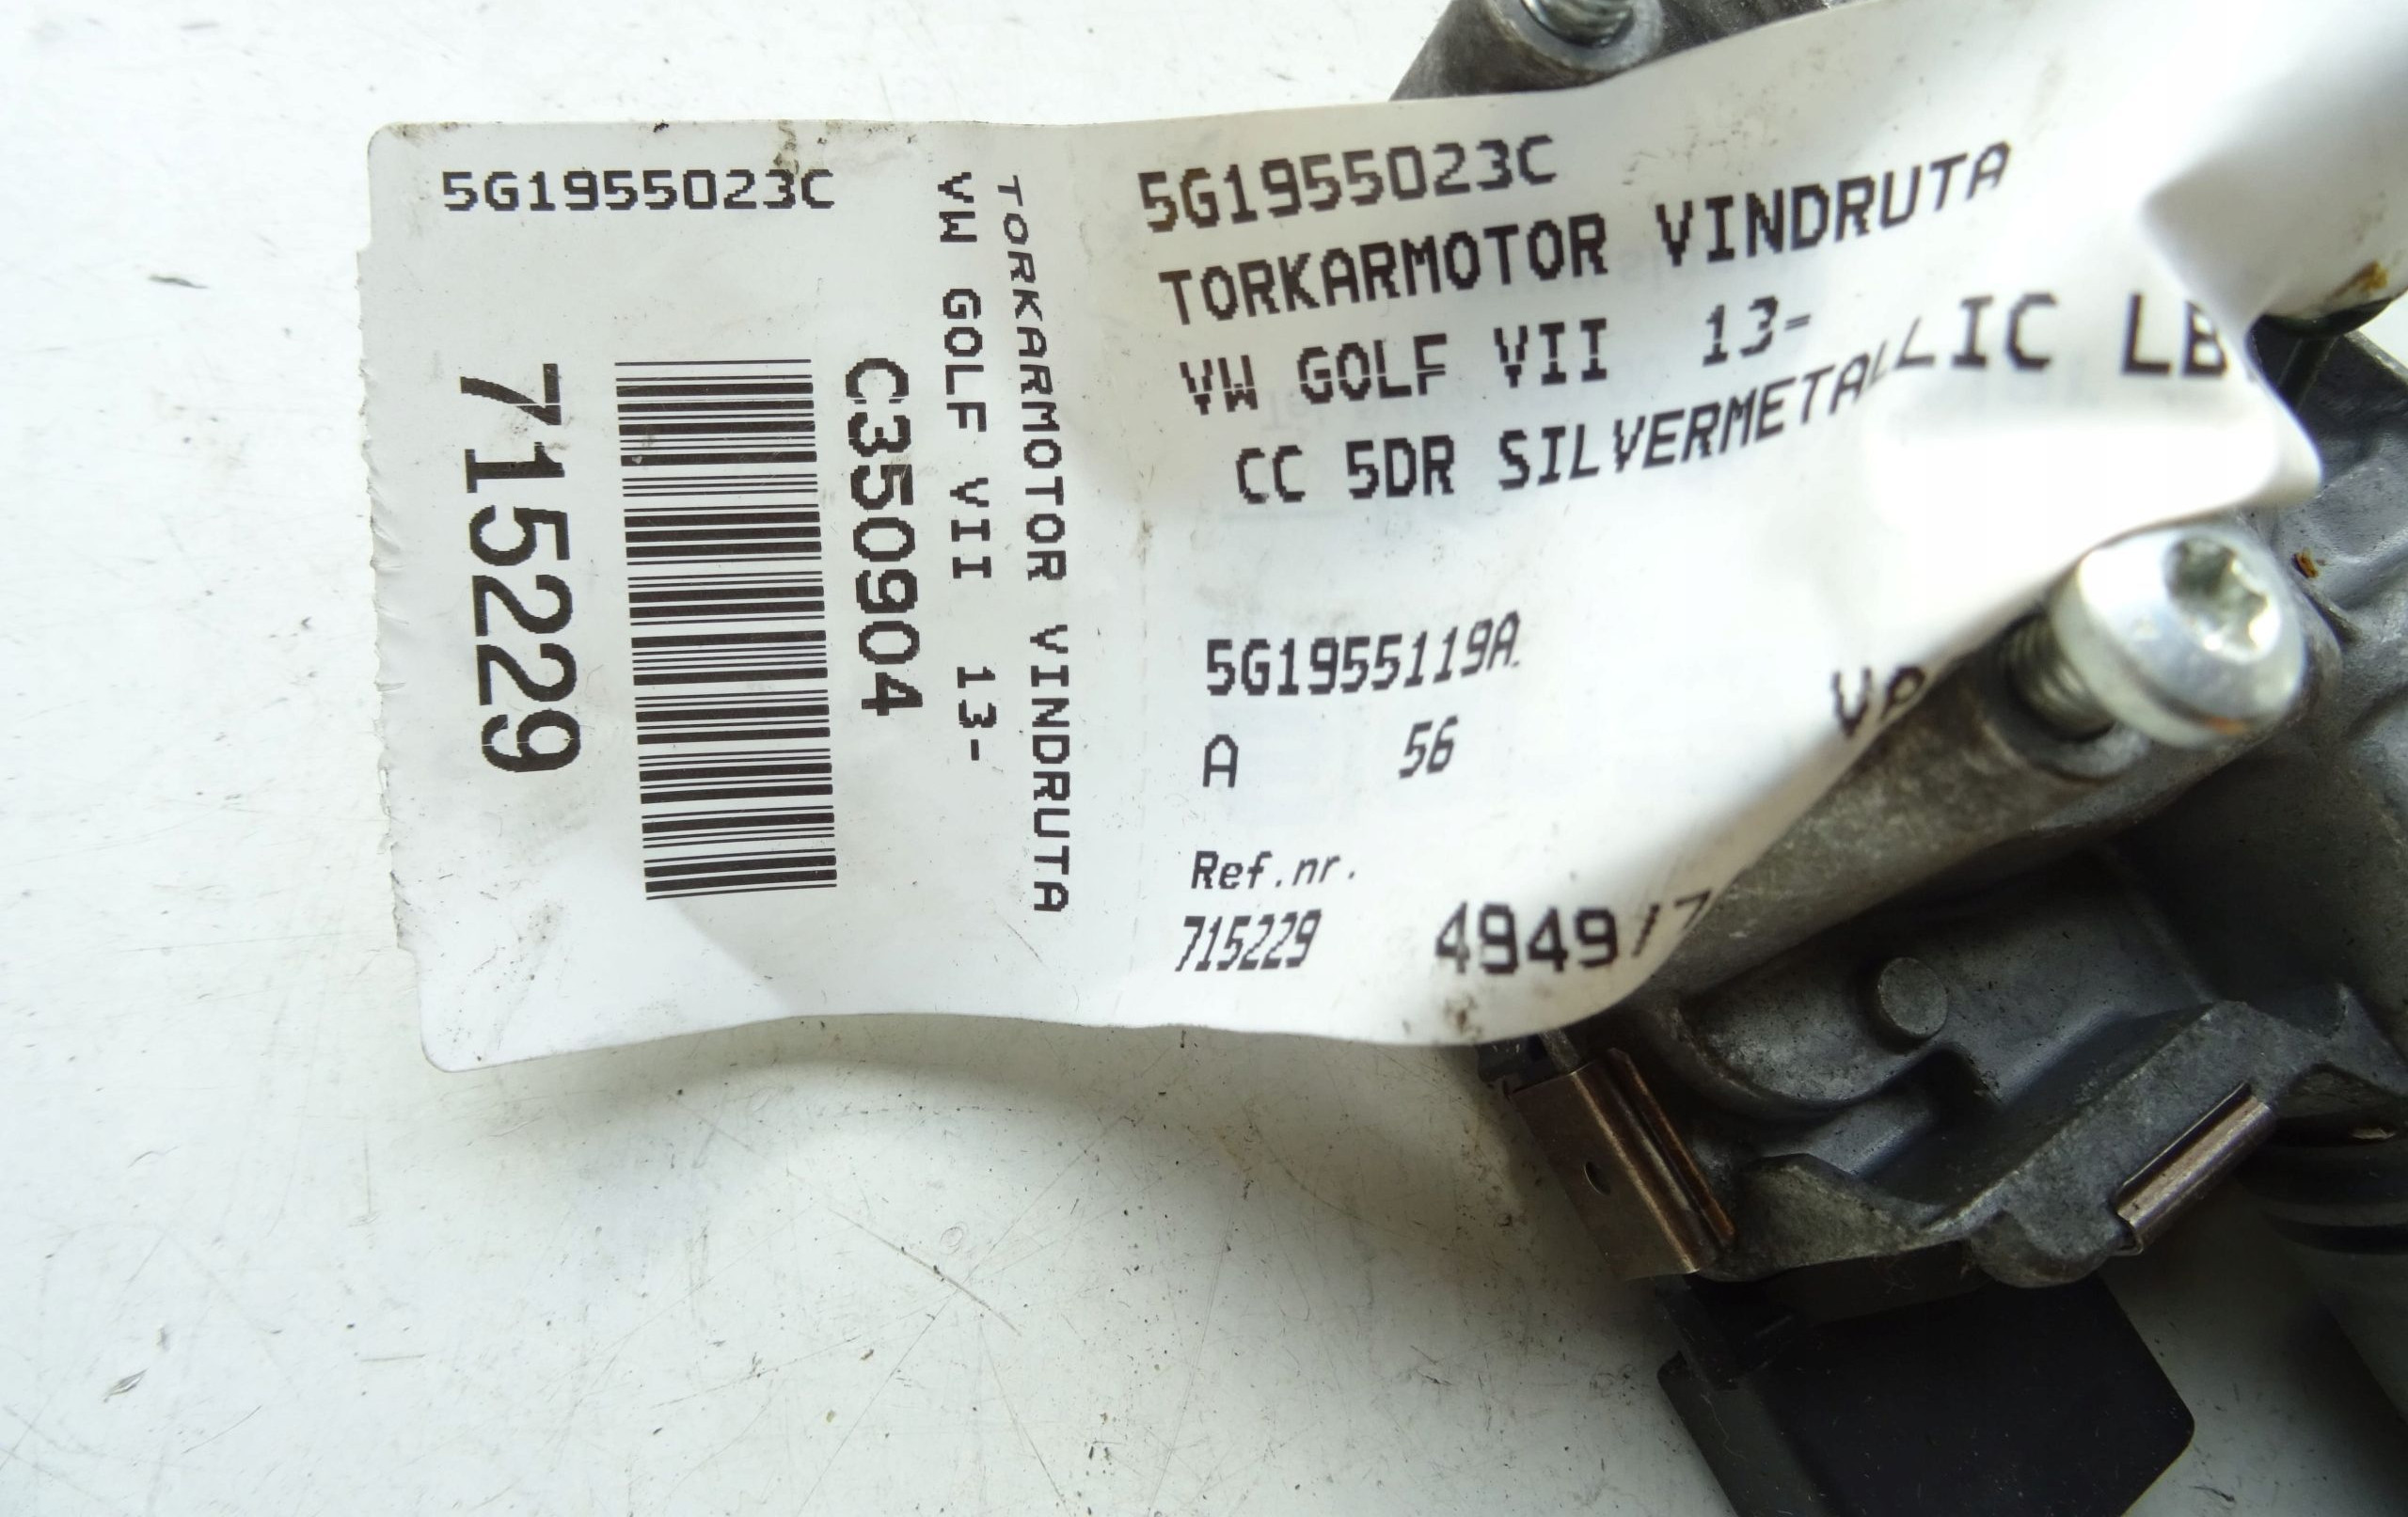 5G1955023C
TORKARMOTOR VINDRUTA
VW GOLF VII 13-
C350904
715229
5G1955023C
TORKARMOTOR VINDRUTA
VW GOLF VII 13-
CC 5DR SILVERMETALLIC
5G1955119A
A 56
Ref.nr.
715229